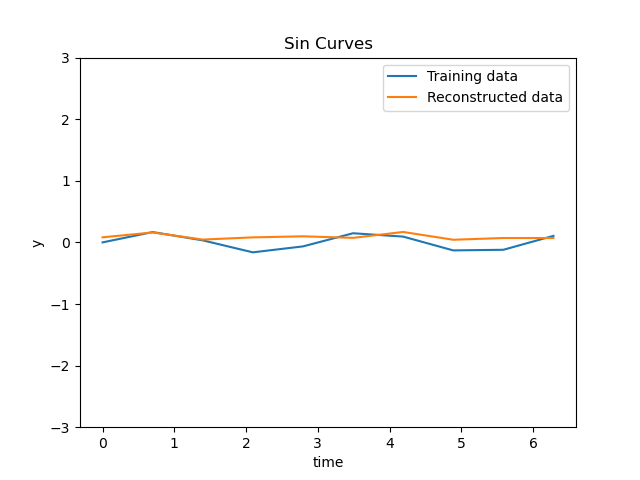 Sin Curves
Training data
Reconstructed data
3
2
1
0
−1
−2
−3
y
0 1 2 3 4 5 6
time